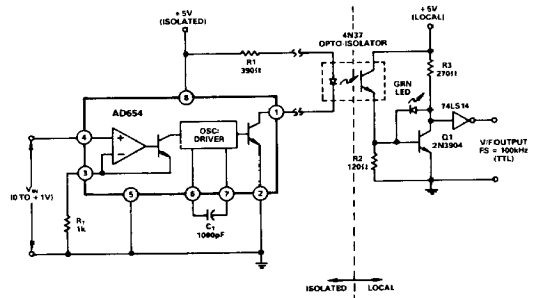 +5V
(ISOLATED)
+5V
(LOCAL)
4N37
OPTO-ISOLATOR
R1
390Ω
R3
270Ω
GRN
LED
8
1
AD654
OSC/
DRIVER
74LS14
4
+
−
3
Q1
2N3904
V/F OUTPUT
FS = 100kHz
(TTL)
R2
120Ω
VIN
(0 TO +1V)
5
6
7
2
RT
1k
CT
1000pF
ISOLATED
LOCAL